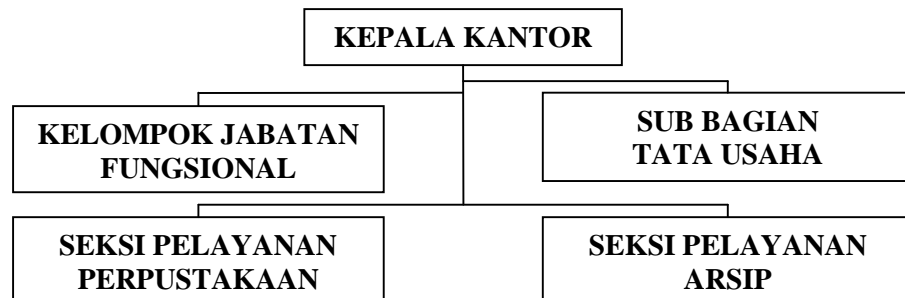 KEPALA KANTOR
KELOMPOK JABATAN
FUNGSIONAL
SUB BAGIAN
TATA USAHA
SEKSI PELAYANAN
PERPUSTAKAAN
SEKSI PELAYANAN
ARSIP